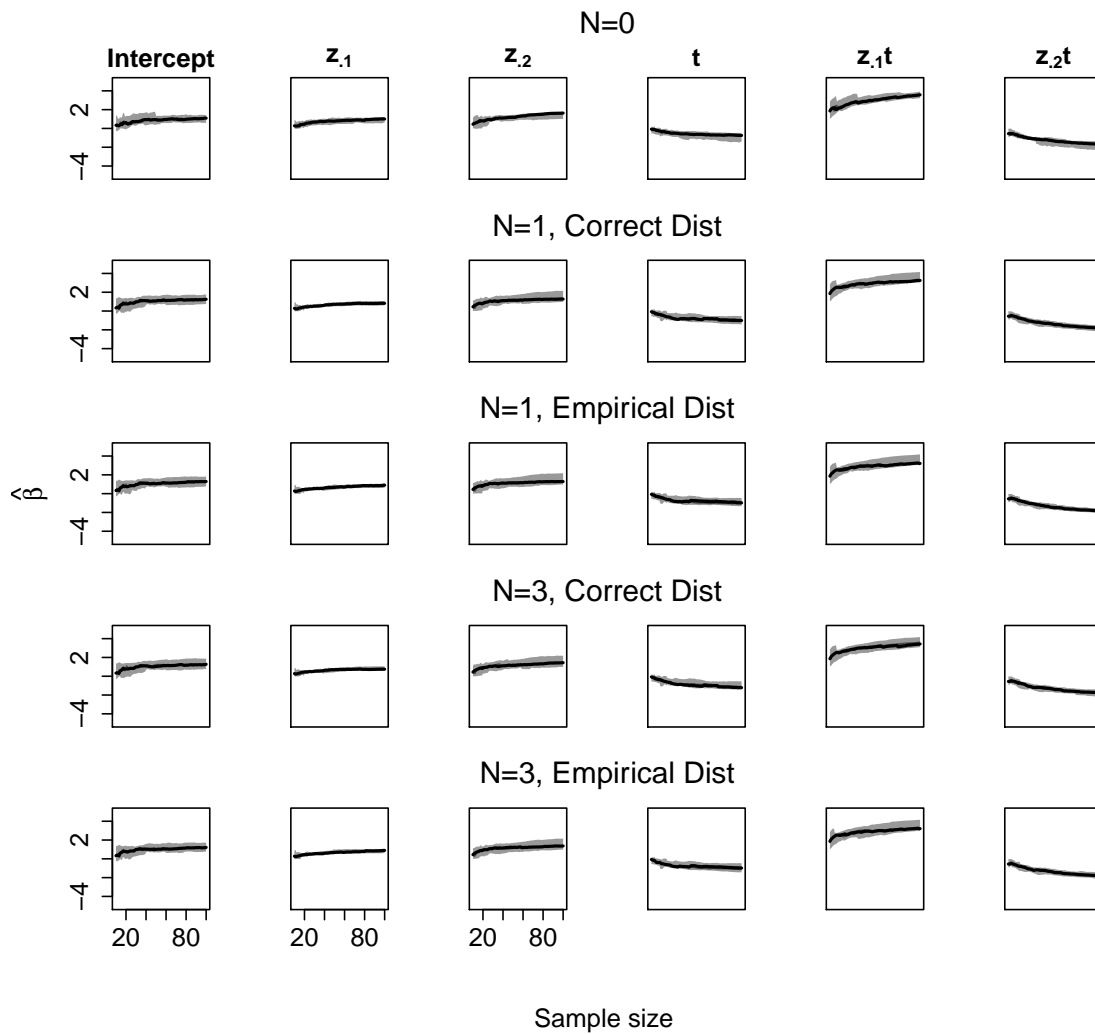 N=0
Intercept z.1 z.2 t z.1t z.2t
2
−4
N=1, Correct Dist
2
−4
N=1, Empirical Dist
2
−4
β̂
N=3, Correct Dist
2
−4
N=3, Empirical Dist
2
−4
20 80 20 80 20 80
Sample size